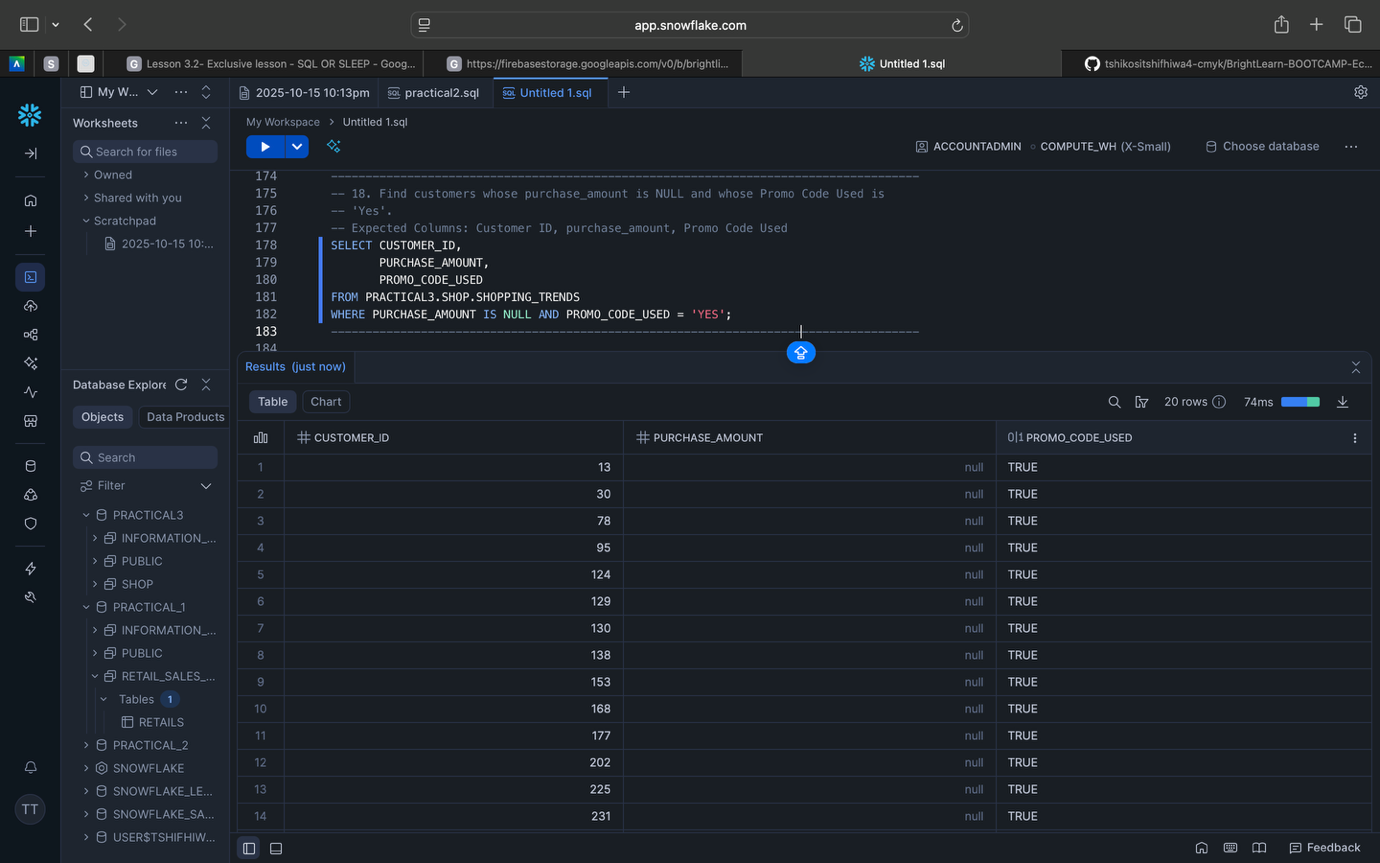 app.snowflake.com
S
G Lesson 3.2- Exclusive lesson - SQL OR SLEEP - Goog...
G https://firebasestorage.googleapis.com/v0/b/brightli...
Untitled 1.sql
tshikositshifhiwa4-cmyk/BrightLearn-BOOTCAMP-Ec...
My W...
2025-10-15 10:13pm
SQL practical2.sql
SQL Untitled 1.sql
Worksheets
My Workspace > Untitled 1.sql
Search for files
ACCOUNTADMIN
COMPUTE_WH (X-Small)
Choose database
Owned
Shared with you
Scratchpad
2025-10-15 10:...
174 --------------------------------------------------------------------------------------
175 -- 18. Find customers whose purchase_amount is NULL and whose Promo Code Used is
176 -- 'Yes'.
177 -- Expected Columns: Customer ID, purchase_amount, Promo Code Used
178 SELECT CUSTOMER_ID,
179 PURCHASE_AMOUNT,
180 PROMO_CODE_USED
181 FROM PRACTICAL3.SHOP.SHOPPING_TRENDS
182 WHERE PURCHASE_AMOUNT IS NULL AND PROMO_CODE_USED = 'YES';
183 --------------------------------------------------------------------------------------
184
Database Explore
Objects
Data Products
Search
Filter
PRACTICAL3
INFORMATION_...
PUBLIC
SHOP
PRACTICAL_1
INFORMATION_...
PUBLIC
RETAIL_SALES_...
Tables 1
RETAILS
PRACTICAL_2
SNOWFLAKE
SNOWFLAKE_LE...
SNOWFLAKE_SA...
USER$TSHIFHIW...
TT
Results (just now)
Table
Chart
20 rows
74ms
CUSTOMER_ID PURCHASE_AMOUNT 0|1 PROMO_CODE_USED
1 13 null TRUE
2 30 null TRUE
3 78 null TRUE
4 95 null TRUE
5 124 null TRUE
6 129 null TRUE
7 130 null TRUE
8 138 null TRUE
9 153 null TRUE
10 168 null TRUE
11 177 null TRUE
12 202 null TRUE
13 225 null TRUE
14 231 null TRUE
Feedback